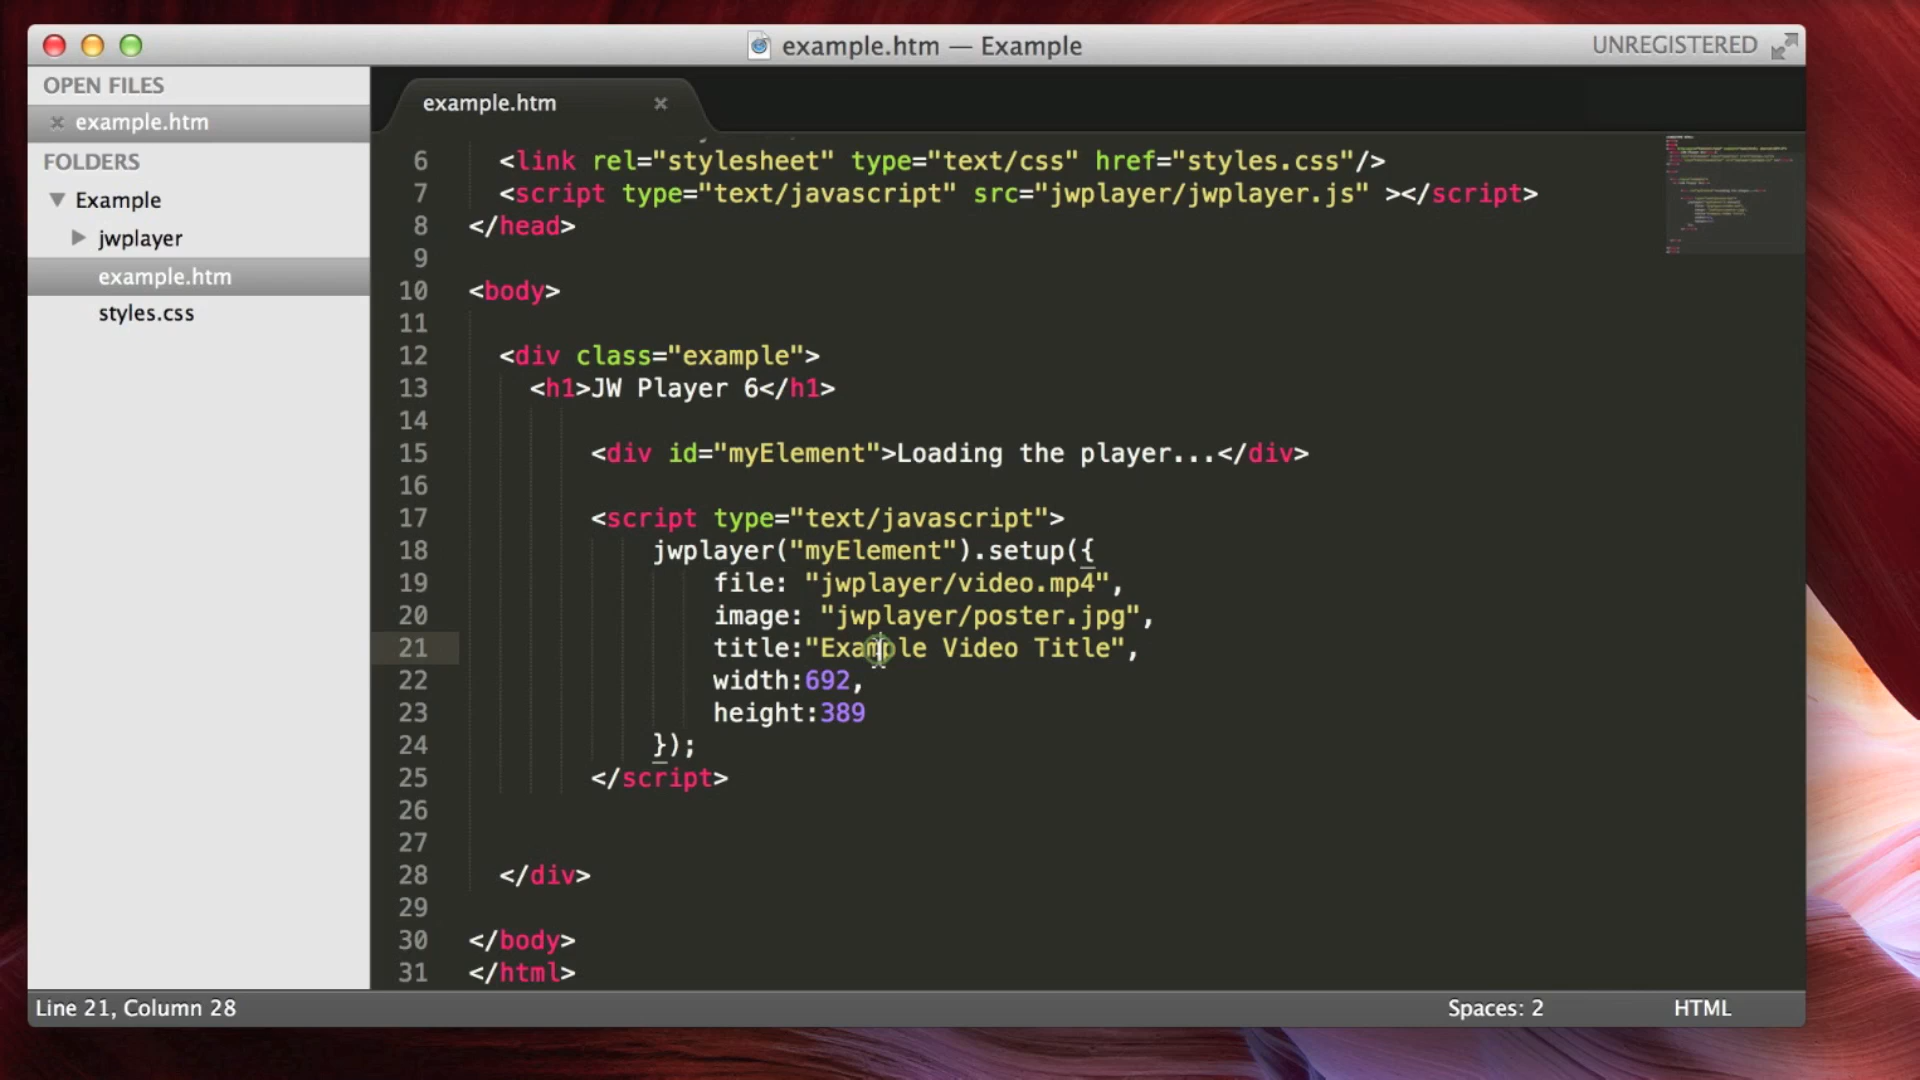 example.htm — Example
UNREGISTERED
OPEN FILES
example.htm
FOLDERS
Example
jwplayer
example.htm
styles.css
example.htm
6 <link rel="stylesheet" type="text/css" href="styles.css"/>
7 <script type="text/javascript" src="jwplayer/jwplayer.js" ></script>
8 </head>
9
10 <body>
11
12 <div class="example">
13 <h1>JW Player 6</h1>
14
15 <div id="myElement">Loading the player...</div>
16
17 <script type="text/javascript">
18 jwplayer("myElement").setup({
19 file: "jwplayer/video.mp4",
20 image: "jwplayer/poster.jpg",
21 title:"Example Video Title",
22 width:692,
23 height:389
24 });
25 </script>
26
27
28 </div>
29
30 </body>
31 </html>
Line 21, Column 28
Spaces: 2
HTML